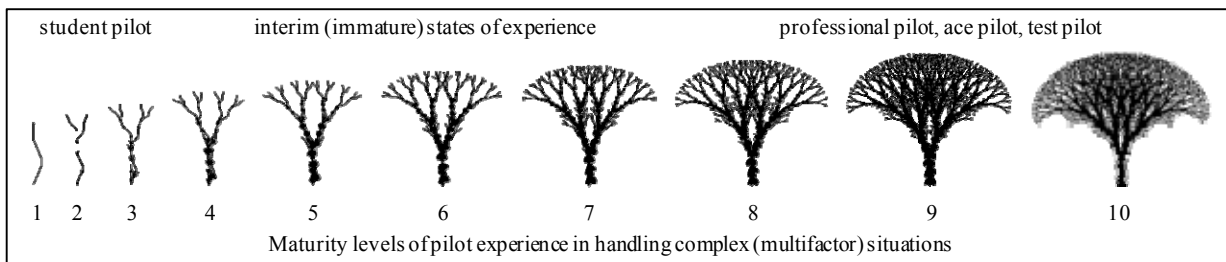 student pilot interim (immature) states of experience professional pilot, ace pilot, test pilot
1 2 3 4 5 6 7 8 9 10
Maturity levels of pilot experience in handling complex (multifactor) situations